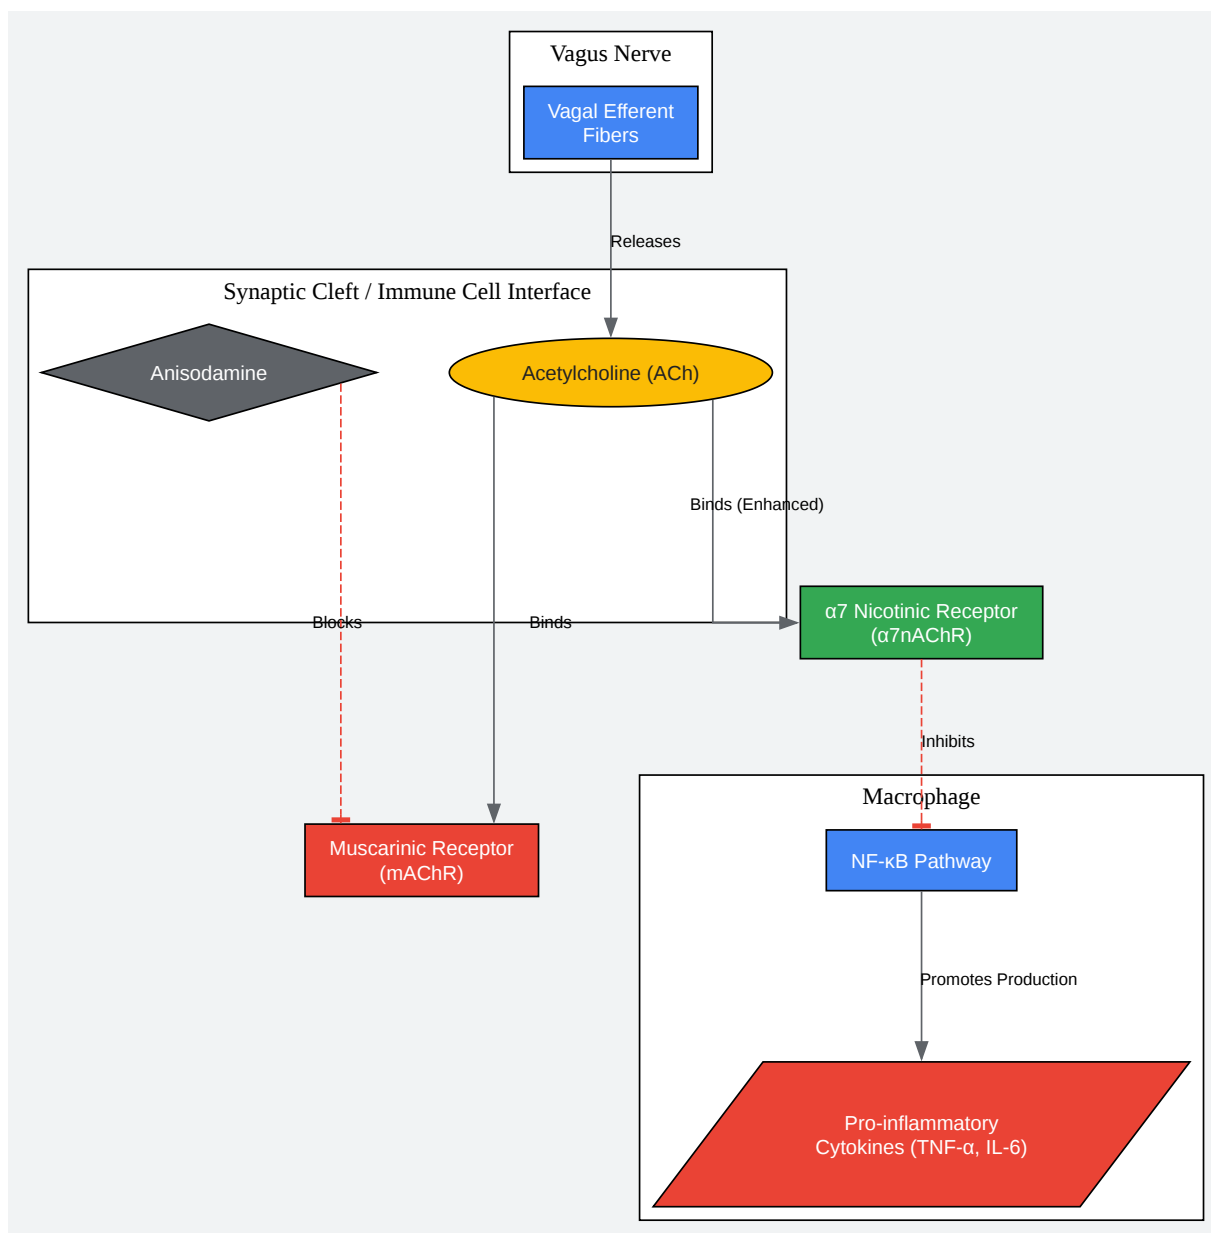 Vagus Nerve
Vagal Efferent
Fibers
Releases
Synaptic Cleft / Immune Cell Interface
Anisodamine
Acetylcholine (ACh)
Binds (Enhanced)
Blocks
Binds
α7 Nicotinic Receptor
(α7nAChR)
Inhibits
Macrophage
Muscarinic Receptor
(mAChR)
NF-κB Pathway
Promotes Production
Pro-inflammatory
Cytokines (TNF-α, IL-6)